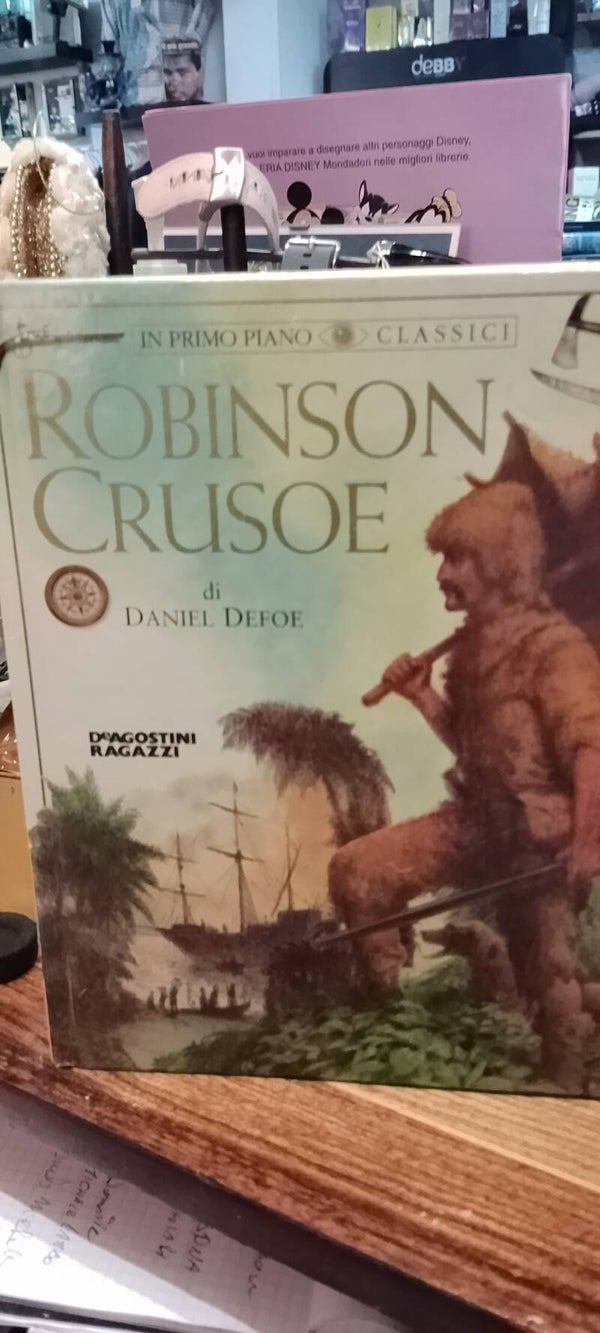 deBBY
vuoi imparare a disegnare altri personaggi Disney,
ERIA DISNEY Mondadori nelle migliori librerie.
IN PRIMO PIANO CLASSICI
ROBINSON
CRUSOE
di
DANIEL DEFOE
DeAGOSTINI
RAGAZZI